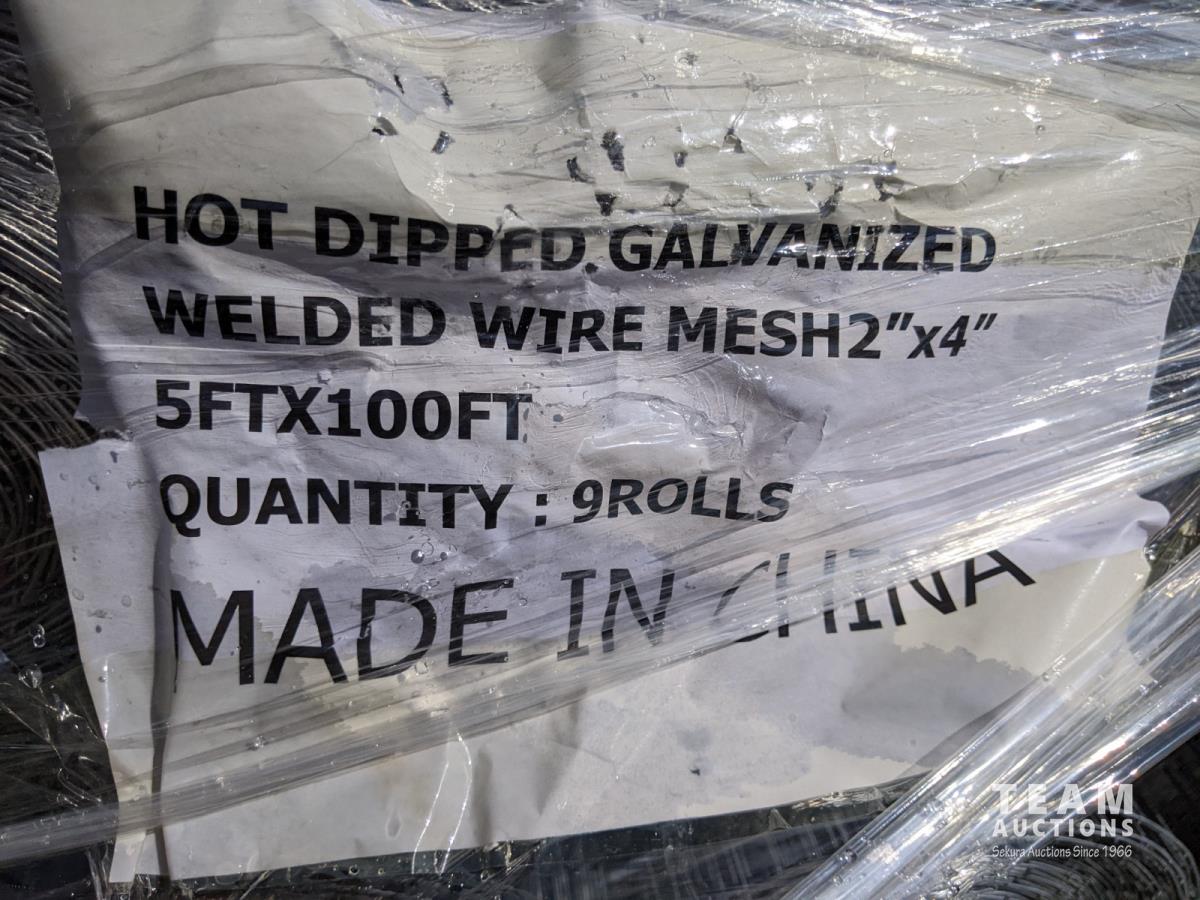 HOT DIPPED GALVANIZED
WELDED WIRE MESH2"x4"
5FTX100FT
QUANTITY : 9ROLLS
MADE IN CHINA
TEAM
AUCTIONS
Sekura Auctions Since 1966